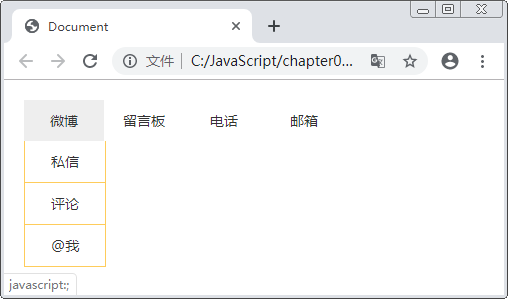 Document
文件 C:/JavaScript/chapter0...
微博 留言板 电话 邮箱
私信
评论
@我
javascript:;